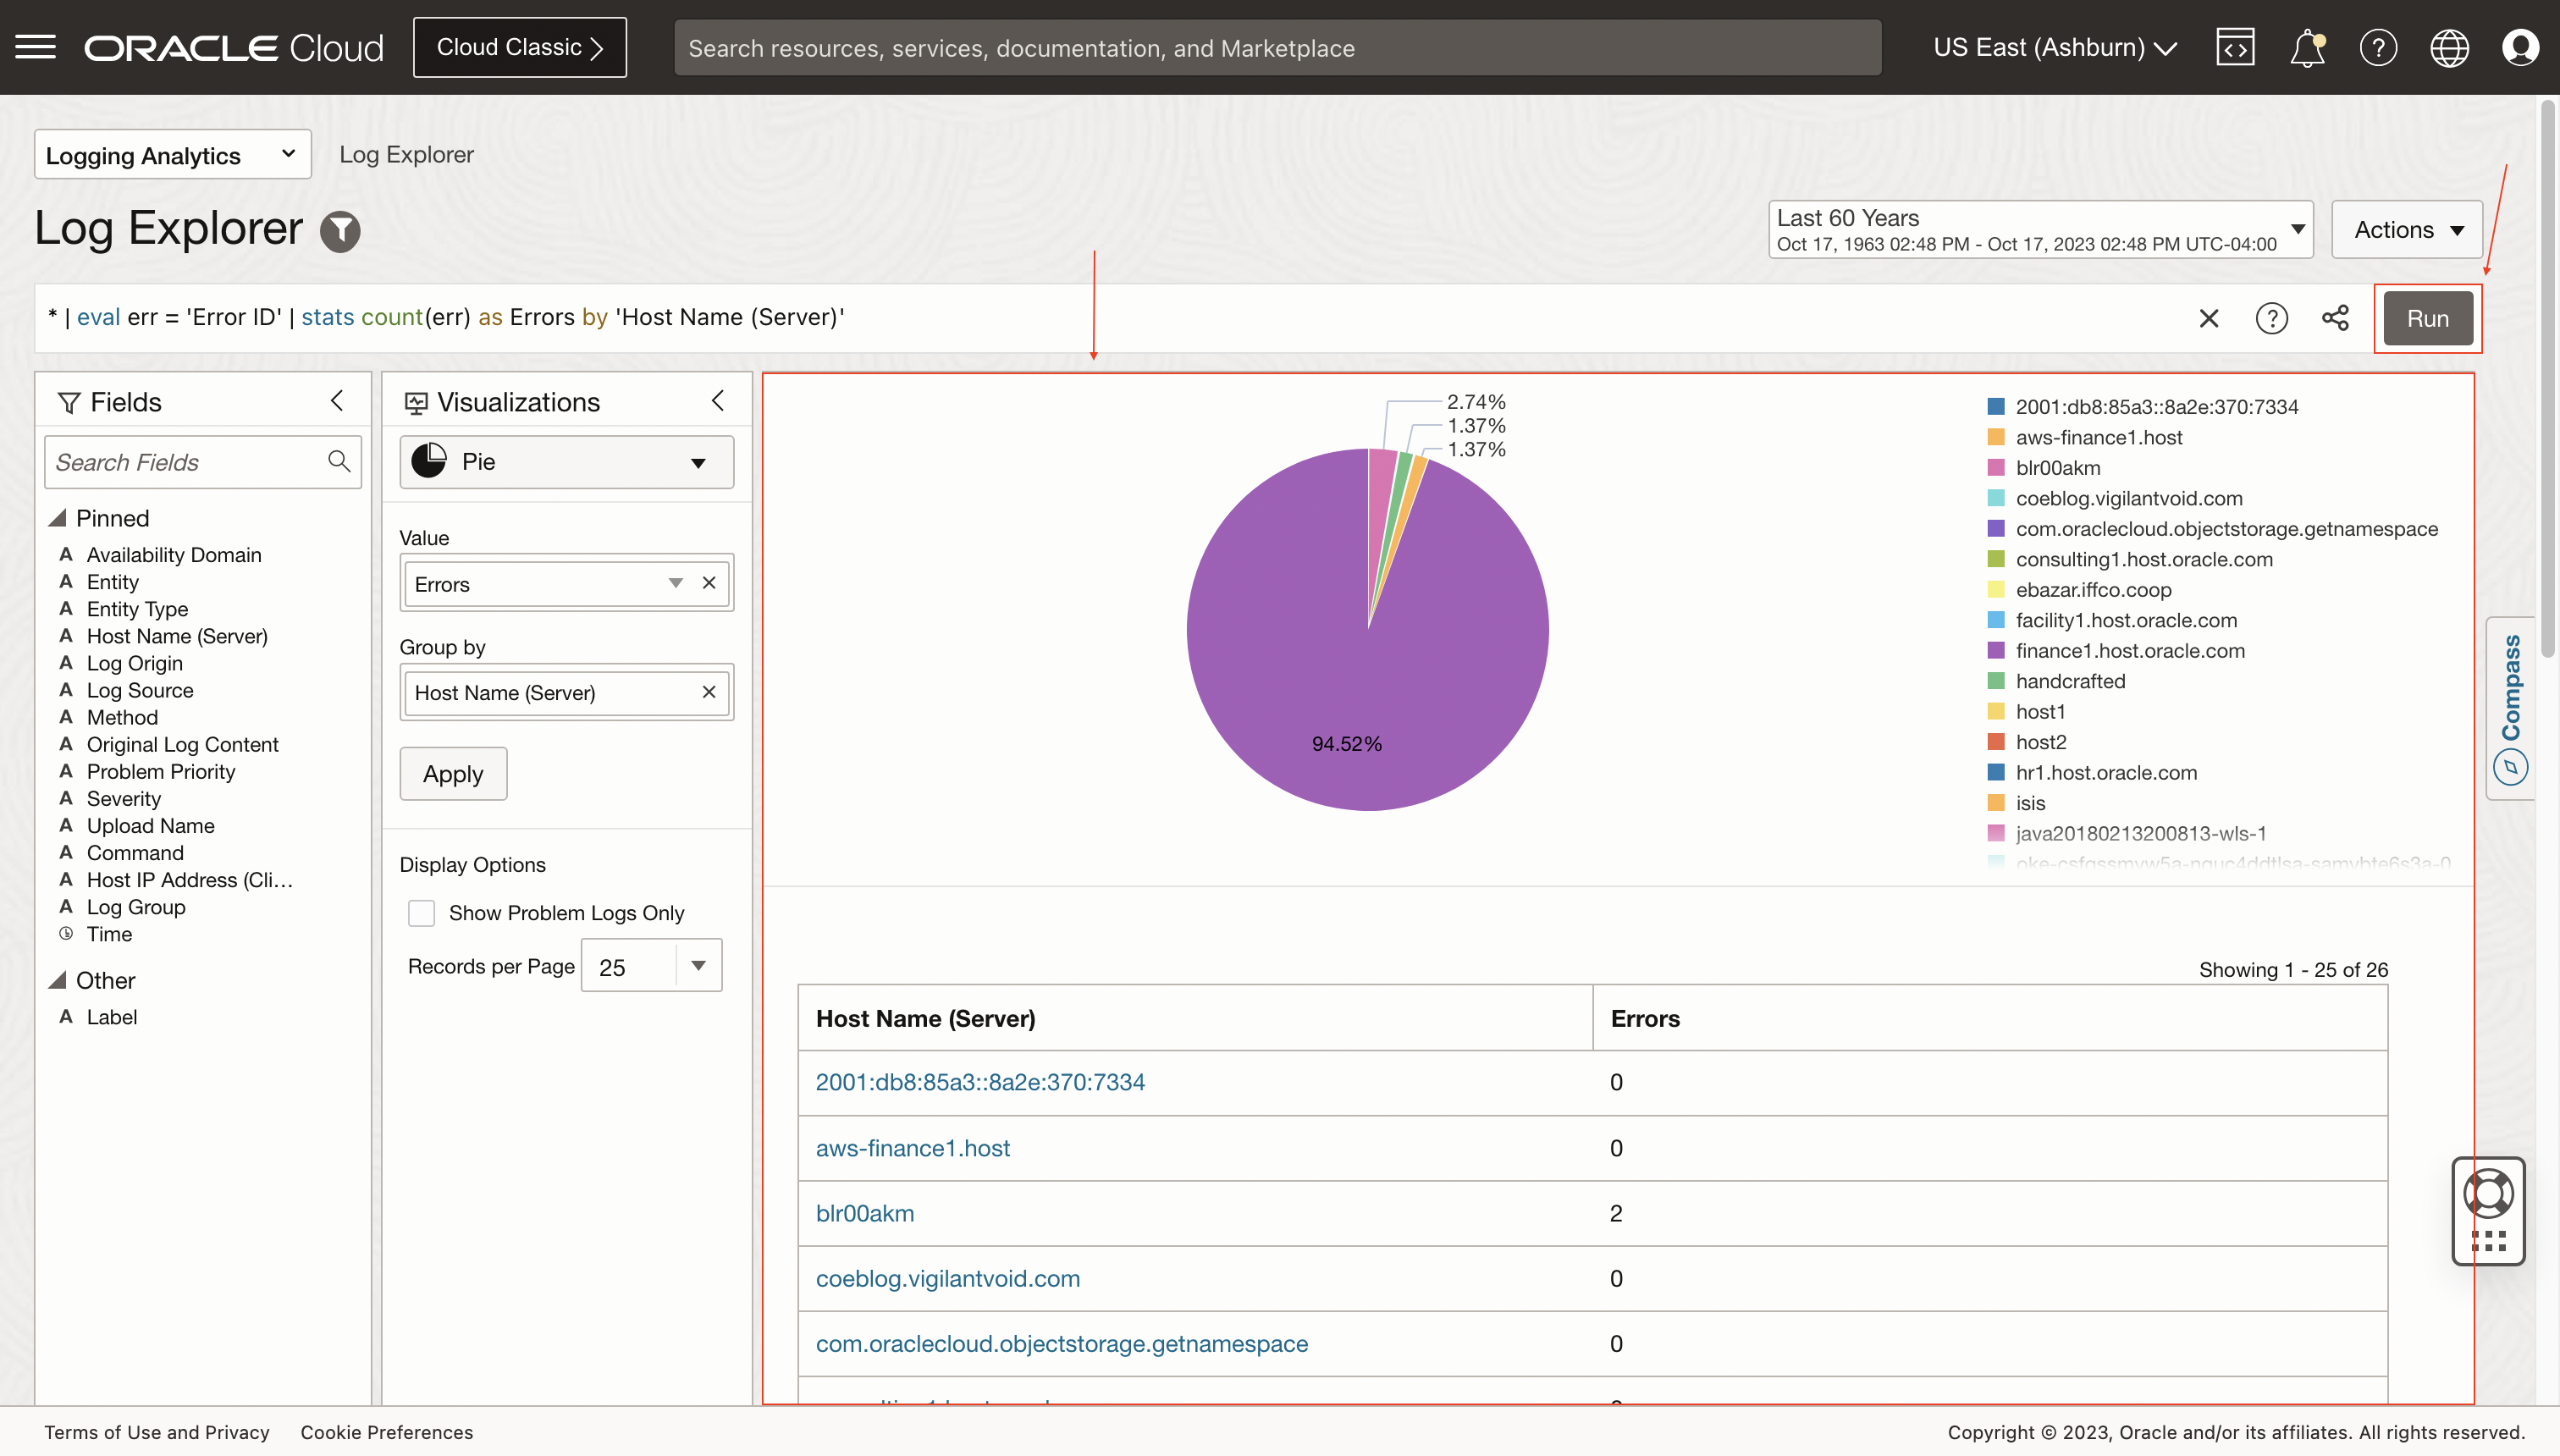 ORACLE Cloud
Cloud Classic
Search resources, services, documentation, and Marketplace
US East (Ashburn)
Logging Analytics
Log Explorer
Log Explorer
Last 60 Years
Oct 17, 1963 02:48 PM - Oct 17, 2023 02:48 PM UTC-04:00
Actions
* | eval err = 'Error ID' | stats count(err) as Errors by 'Host Name (Server)'
Run
Fields
Search Fields
Pinned
A Availability Domain
A Entity
A Entity Type
A Host Name (Server)
A Log Origin
A Log Source
A Method
A Original Log Content
A Problem Priority
A Severity
A Upload Name
A Command
A Host IP Address (Cli...
A Log Group
Time
Other
A Label
Visualizations
Pie
Value
Errors
Group by
Host Name (Server)
Apply
Display Options
Show Problem Logs Only
Records per Page 25
2.74%
1.37%
1.37%
94.52%
2001:db8:85a3::8a2e:370:7334
aws-finance1.host
blr00akm
coeblog.vigilantvoid.com
com.oraclecloud.objectstorage.getnamespace
consulting1.host.oracle.com
ebazar.iffco.coop
facility1.host.oracle.com
finance1.host.oracle.com
handcrafted
host1
host2
hr1.host.oracle.com
isis
java20180213200813-wls-1
Compass
Showing 1 - 25 of 26
Host Name (Server) Errors
2001:db8:85a3::8a2e:370:7334 0
aws-finance1.host 0
blr00akm 2
coeblog.vigilantvoid.com 0
com.oraclecloud.objectstorage.getnamespace 0
Terms of Use and Privacy
Cookie Preferences
Copyright © 2023, Oracle and/or its affiliates. All rights reserved.